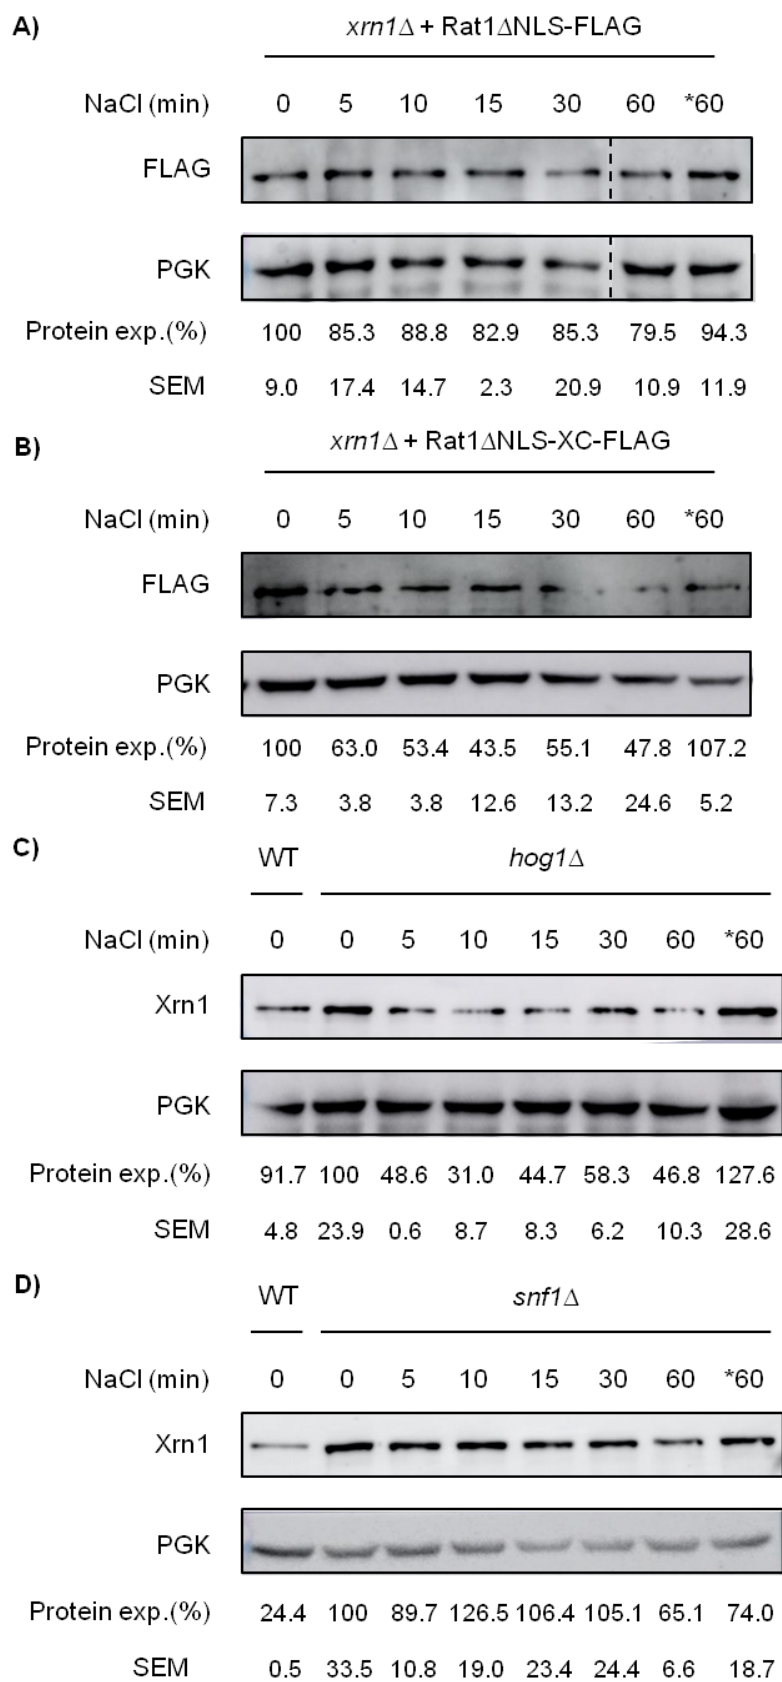 A)
xrn1Δ + Rat1ΔNLS-FLAG
NaCl (min) 0 5 10 15 30 60 *60
FLAG
PGK
Protein exp.(%) 100 85.3 88.8 82.9 85.3 79.5 94.3
SEM 9.0 17.4 14.7 2.3 20.9 10.9 11.9
B)
xrn1Δ + Rat1ΔNLS-XC-FLAG
NaCl (min) 0 5 10 15 30 60 *60
FLAG
PGK
Protein exp.(%) 100 63.0 53.4 43.5 55.1 47.8 107.2
SEM 7.3 3.8 3.8 12.6 13.2 24.6 5.2
C)
WT hog1Δ
NaCl (min) 0 0 5 10 15 30 60 *60
Xrn1
PGK
Protein exp.(%) 91.7 100 48.6 31.0 44.7 58.3 46.8 127.6
SEM 4.8 23.9 0.6 8.7 8.3 6.2 10.3 28.6
D)
WT snf1Δ
NaCl (min) 0 0 5 10 15 30 60 *60
Xrn1
PGK
Protein exp.(%) 24.4 100 89.7 126.5 106.4 105.1 65.1 74.0
SEM 0.5 33.5 10.8 19.0 23.4 24.4 6.6 18.7